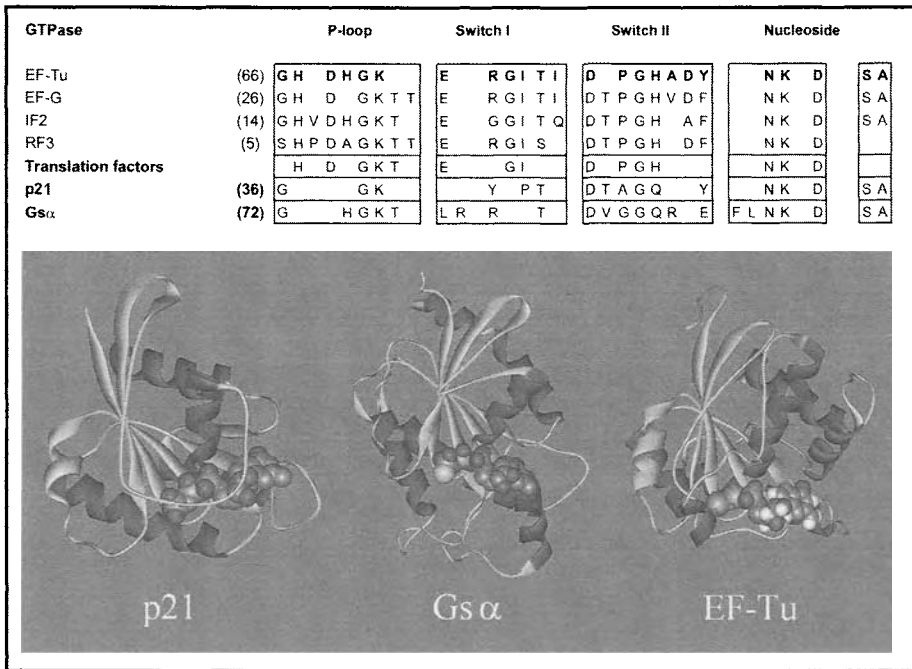 GTPase P-loop Switch I Switch II Nucleoside
EF-Tu (66) G H D H G K E R G I T I D P G H A D Y N K D S A
EF-G (26) G H D G K T T E R G I T I D T P G H V D F N K D S A
IF2 (14) G H V D H G K T E G G I T Q D T P G H A F N K D S A
RF3 (5) S H P D A G K T T E R G I S D T P G H D F N K D
Translation factors H D G K T E G I D P G H N K D
p21 (36) G G K Y P T D T A G Q Y N K D S A
Gsα (72) G H G K T L R R T D V G G Q R E F L N K D S A
p21 Gsα EF-Tu